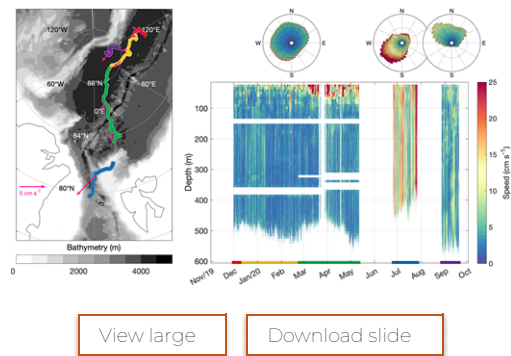 N
W
E
S
N
W
E
S
N
E
S
120°W
120°E
60°W
88°N
60°E
0°E
84°N
80°N
5 cm s⁻¹
Bathymetry (m)
0
2000
4000
Depth (m)
100
200
300
400
500
600
Nov/19
Dec
Jan/20
Feb
Mar
Apr
May
Jun
Jul
Aug
Sep
Oct
25
20
15
10
5
0
Speed (cm s⁻¹)
View large
Download slide